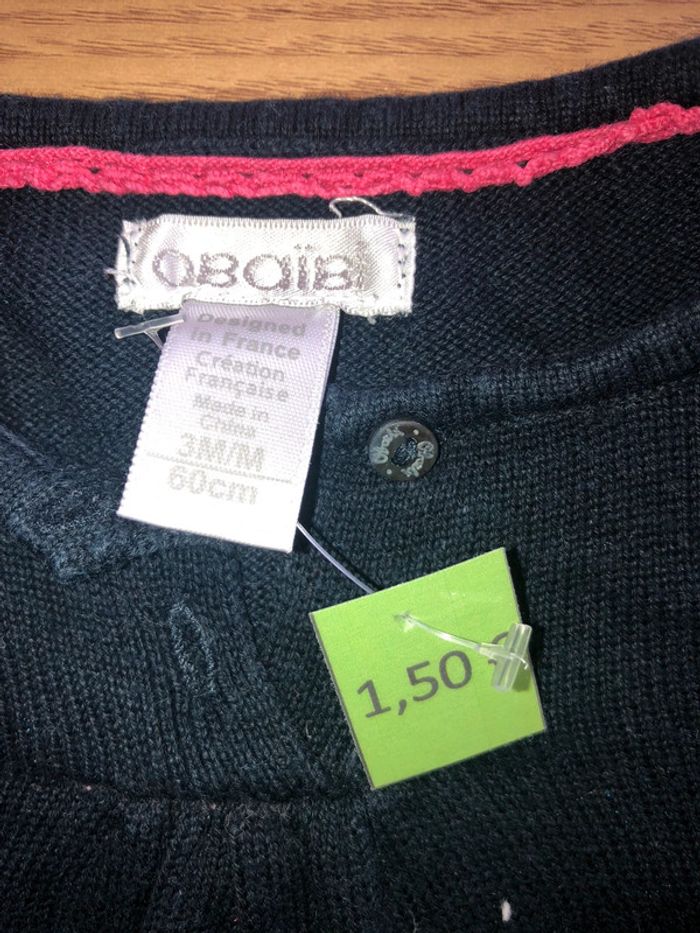 OBaïBi
Designed
in France
Création
Française
Made in
China
3M/M
60cm
1,50 €